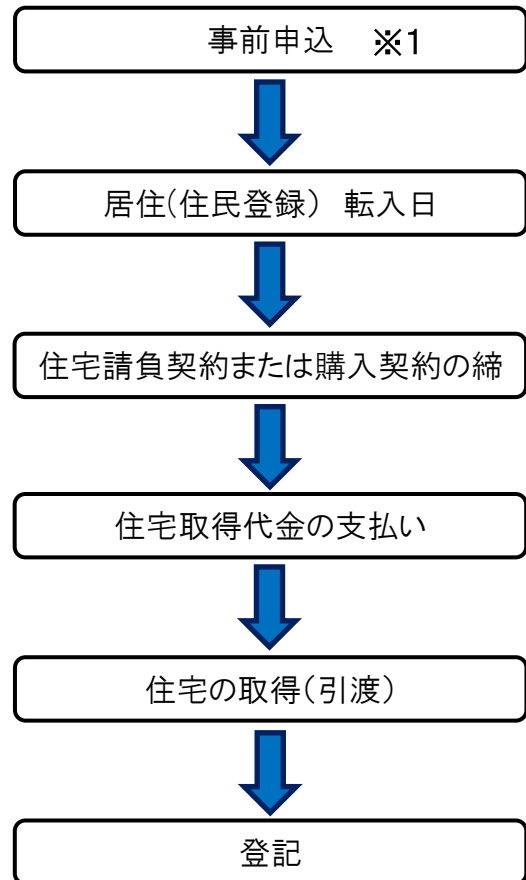 事前申込　※1
居住(住民登録)　転入日
住宅請負契約または購入契約の締
住宅取得代金の支払い
住宅の取得(引渡)
登記